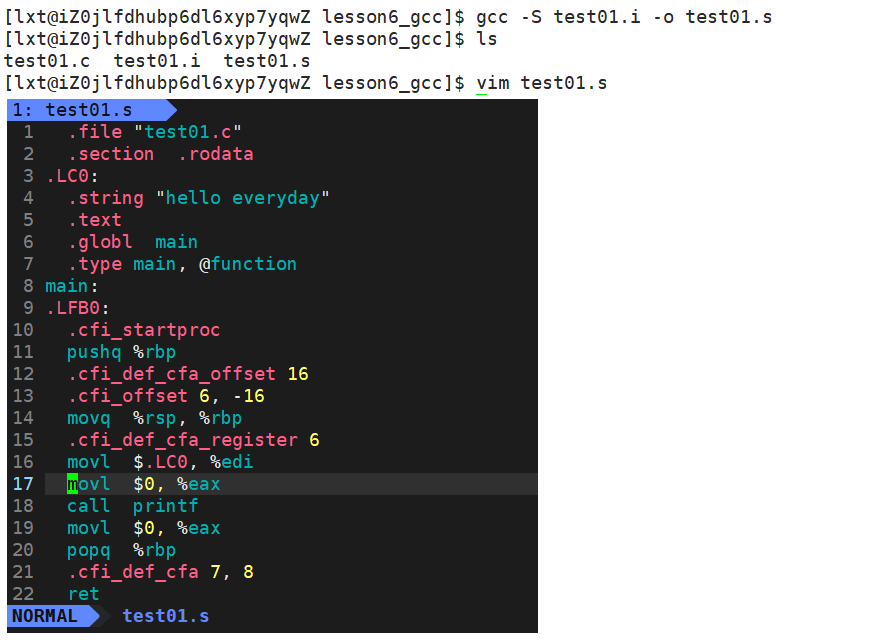 [lxt@iZ0jlfdhubp6dl6xyp7yqwZ lesson6_gcc]$ gcc -S test01.i -o test01.s
[lxt@iZ0jlfdhubp6dl6xyp7yqwZ lesson6_gcc]$ ls
test01.c  test01.i  test01.s
[lxt@iZ0jlfdhubp6dl6xyp7yqwZ lesson6_gcc]$ vim test01.s
1: test01.s
1   .file "test01.c"
2   .section  .rodata
3 .LC0:
4   .string "hello everyday"
5   .text
6   .globl  main
7   .type main, @function
8 main:
9 .LFB0:
10   .cfi_startproc
11   pushq %rbp
12   .cfi_def_cfa_offset 16
13   .cfi_offset 6, -16
14   movq  %rsp, %rbp
15   .cfi_def_cfa_register 6
16   movl  $.LC0, %edi
17   movl  $0, %eax
18   call  printf
19   movl  $0, %eax
20   popq  %rbp
21   .cfi_def_cfa 7, 8
22   ret
NORMAL  test01.s